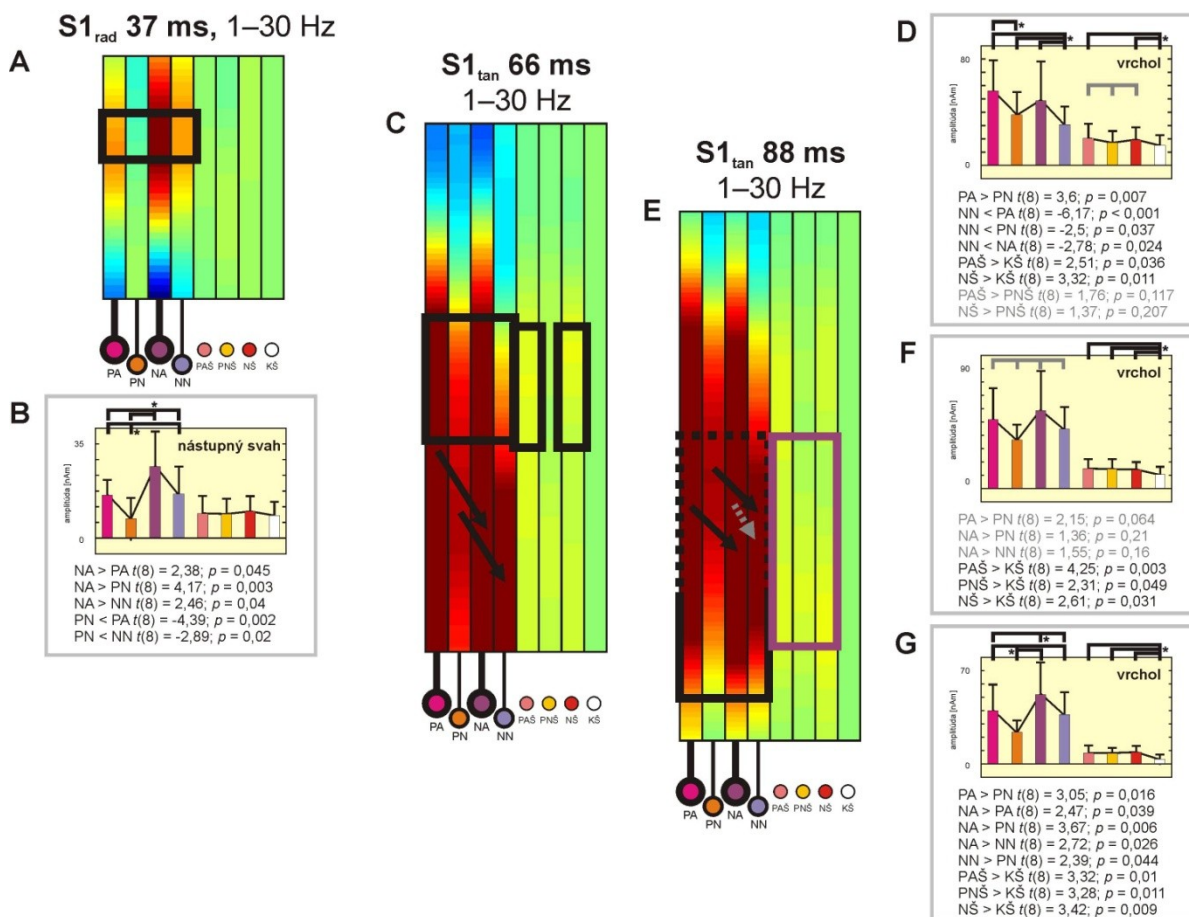 S1rad 37 ms, 1–30 Hz
A
PA PN NA NN PAŠ PNŠ NŠ KŠ
B
nástupný svah
amplitúda [nAm]
35
0
*
*
NA > PA t(8) = 2,38; p = 0,045
NA > PN t(8) = 4,17; p = 0,003
NA > NN t(8) = 2,46; p = 0,04
PN < PA t(8) = -4,39; p = 0,002
PN < NN t(8) = -2,89; p = 0,02
S1tan 66 ms
1–30 Hz
C
PA PN NA NN PAŠ PNŠ NŠ KŠ
S1tan 88 ms
1–30 Hz
E
PA PN NA NN PAŠ PNŠ NŠ KŠ
D
*
*
*
vrchol
amplitúda [nAm]
80
0
PA > PN t(8) = 3,6; p = 0,007
NN < PA t(8) = -6,17; p < 0,001
NN < PN t(8) = -2,5; p = 0,037
NN < NA t(8) = -2,78; p = 0,024
PAŠ > KŠ t(8) = 2,51; p = 0,036
NŠ > KŠ t(8) = 3,32; p = 0,011
PAŠ > PNŠ t(8) = 1,76; p = 0,117
NŠ > PNŠ t(8) = 1,37; p = 0,207
F
*
vrchol
amplitúda [nAm]
90
0
PA > PN t(8) = 2,15; p = 0,064
NA > PN t(8) = 1,36; p = 0,21
NA > NN t(8) = 1,55; p = 0,16
PAŠ > KŠ t(8) = 4,25; p = 0,003
PNŠ > KŠ t(8) = 2,31; p = 0,049
NŠ > KŠ t(8) = 2,61; p = 0,031
G
*
*
*
vrchol
amplitúda [nAm]
70
0
PA > PN t(8) = 3,05; p = 0,016
NA > PA t(8) = 2,47; p = 0,039
NA > PN t(8) = 3,67; p = 0,006
NA > NN t(8) = 2,72; p = 0,026
NN > PN t(8) = 2,39; p = 0,044
PAŠ > KŠ t(8) = 3,32; p = 0,01
PNŠ > KŠ t(8) = 3,28; p = 0,011
NŠ > KŠ t(8) = 3,42; p = 0,009